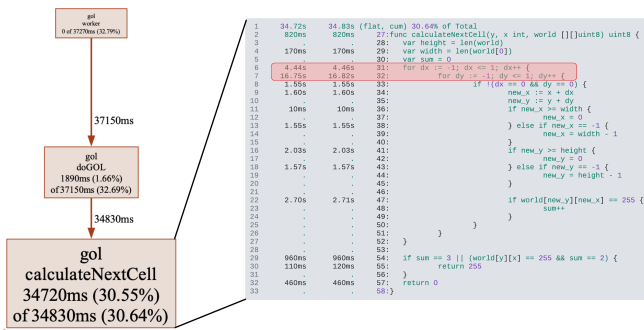 gol
worker
0 of 37270ms (32.79%)
37150ms
gol
doGOL
1890ms (1.66%)
of 37150ms (32.69%)
34830ms
gol
calculateNextCell
34720ms (30.55%)
of 34830ms (30.64%)
1 34.72s 34.83s (flat, cum) 30.64% of Total
2 820ms 820ms 27:func calculateNextCell(y, x int, world [][]uint8) uint8 {
3 . . 28: var height = len(world)
4 170ms 170ms 29: var width = len(world[0])
5 . . 30: var sum = 0
6 4.44s 4.46s 31: for dx := -1; dx <= 1; dx++ {
7 16.75s 16.82s 32: for dy := -1; dy <= 1; dy++ {
8 1.55s 1.55s 33: if !(dx == 0 && dy == 0) {
9 1.60s 1.60s 34: new_x := x + dx
10 . . 35: new_y := y + dy
11 10ms 10ms 36: if new_x >= width {
12 . . 37: new_x = 0
13 1.55s 1.55s 38: } else if new_x == -1 {
14 . . 39: new_x = width - 1
15 . . 40: }
16 2.03s 2.03s 41: if new_y >= height {
17 . . 42: new_y = 0
18 1.57s 1.57s 43: } else if new_y == -1 {
19 . . 44: new_y = height - 1
20 . . 45: }
21 . . 46:
22 2.70s 2.71s 47: if world[new_y][new_x] == 255 {
23 . . 48: sum++
24 . . 49: }
25 . . 50: }
26 . . 51: }
27 . . 52: }
28 . . 53:
29 960ms 960ms 54: if sum == 3 || (world[y][x] == 255 && sum == 2) {
30 110ms 120ms 55: return 255
31 . . 56: }
32 460ms 460ms 57: return 0
33 . . 58:}